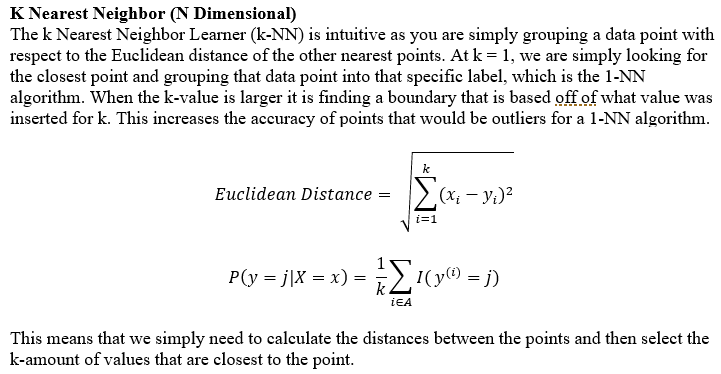 K Nearest Neighbor (N Dimensional)
The k Nearest Neighbor Learner (k-NN) is intuitive as you are simply grouping a data point with
respect to the Euclidean distance of the other nearest points. At k = 1, we are simply looking for
the closest point and grouping that data point into that specific label, which is the 1-NN
algorithm. When the k-value is larger it is finding a boundary that is based off of what value was
inserted for k. This increases the accuracy of points that would be outliers for a 1-NN algorithm.
Euclidean Distance = √∑_{i=1}^{k}(x_i − y_i)²
P(y = j|X = x) = 1/k ∑_{i∈A} I(y^{(i)} = j)
This means that we simply need to calculate the distances between the points and then select the
k-amount of values that are closest to the point.